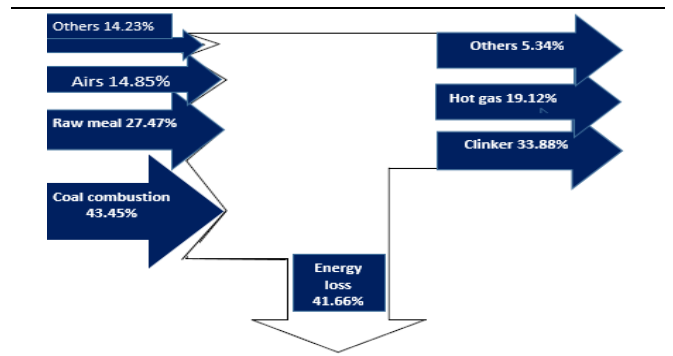 Others 14.23%
Airs 14.85%
Raw meal 27.47%
Coal combustion
43.45%
Others 5.34%
Hot gas 19.12%
Clinker 33.88%
Energy
loss
41.66%